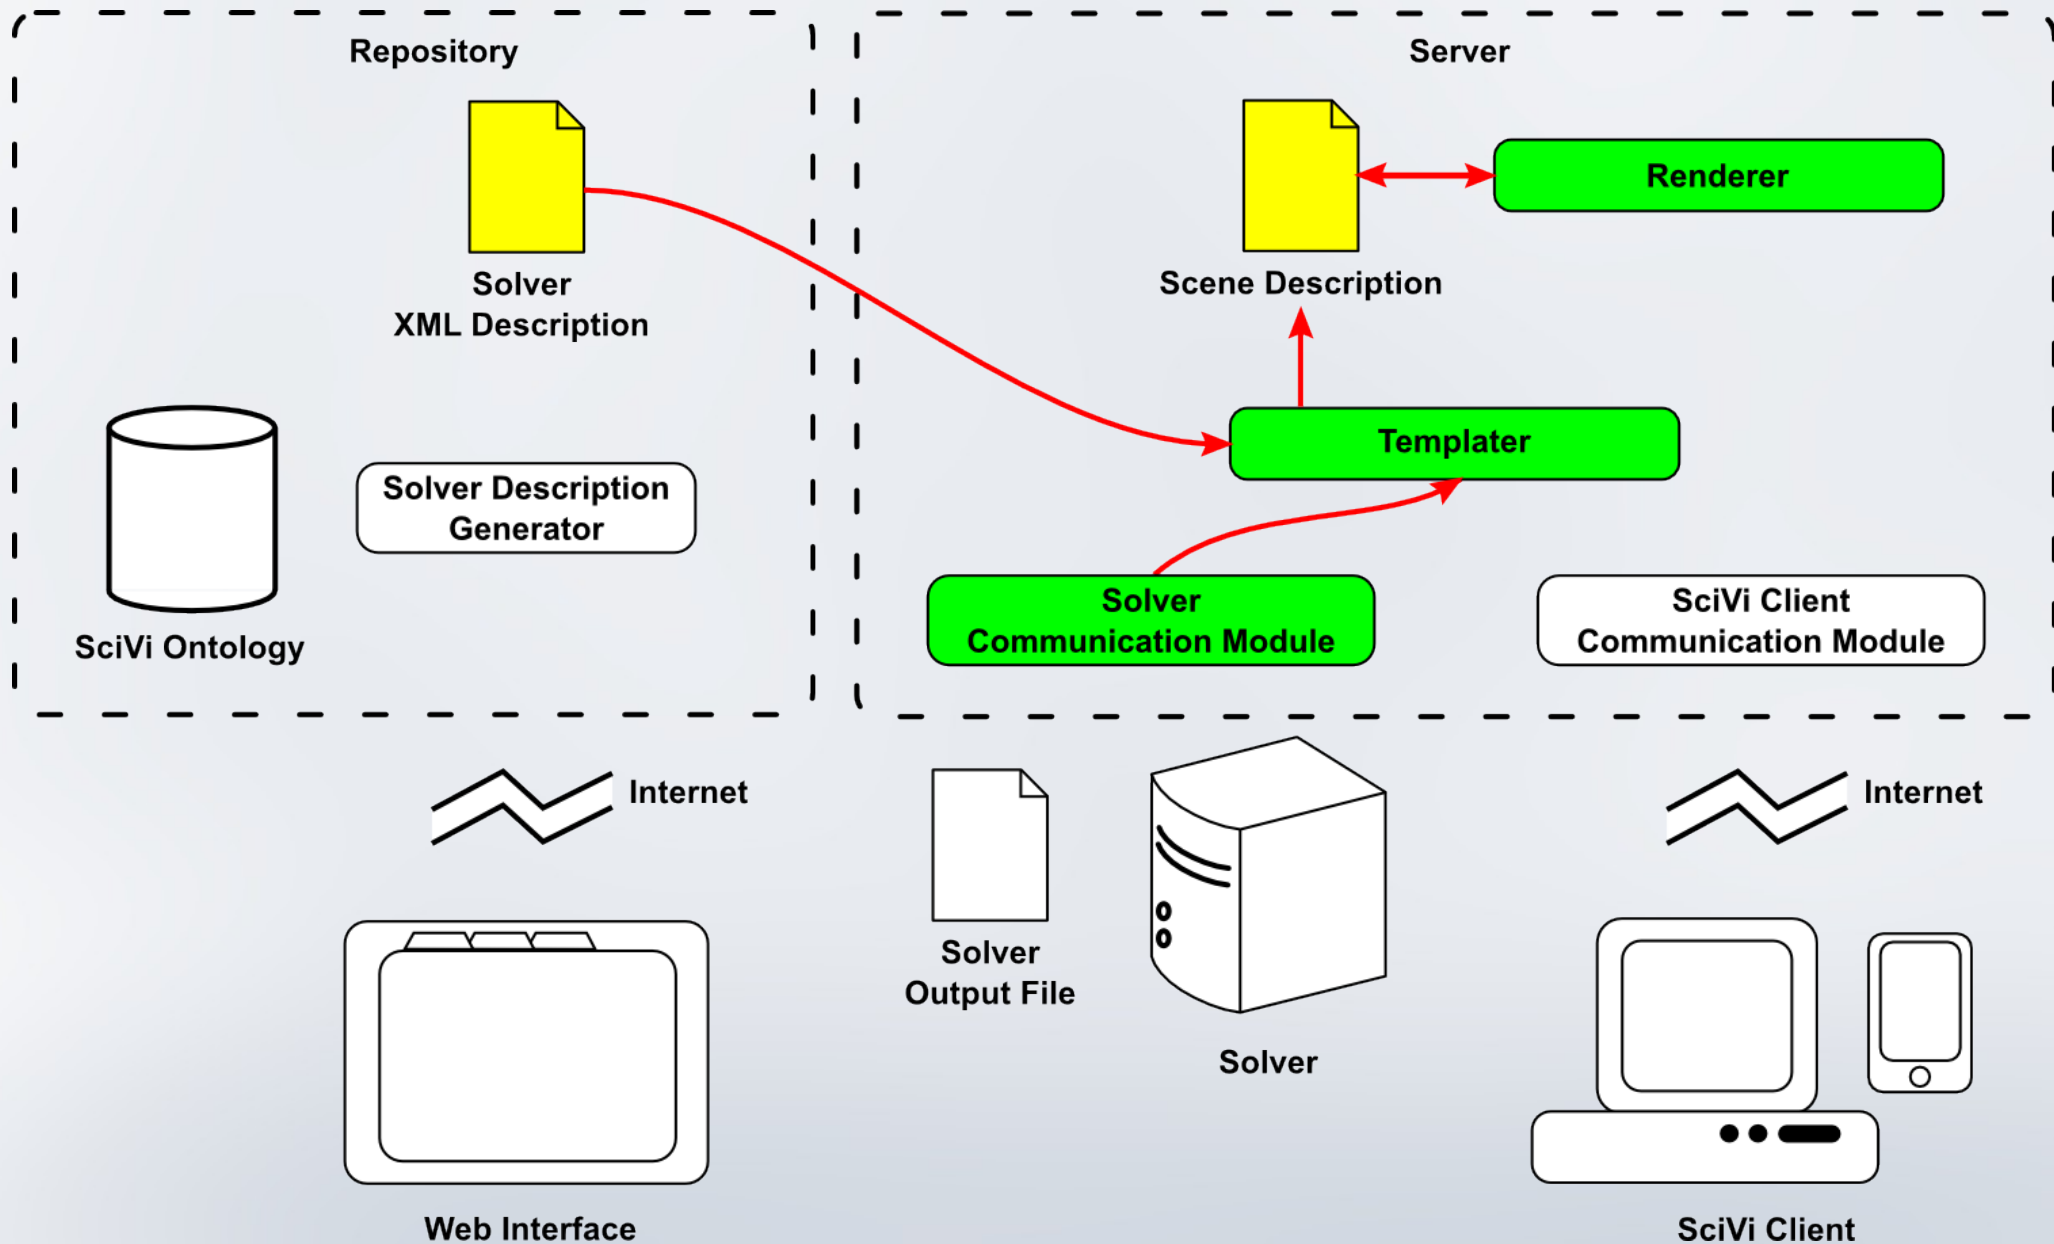 Repository
Server
Solver
XML Description
Scene Description
Renderer
Templater
SciVi Ontology
Solver Description
Generator
Solver
Communication Module
SciVi Client
Communication Module
Internet
Solver
Output File
Solver
Internet
Web Interface
SciVi Client